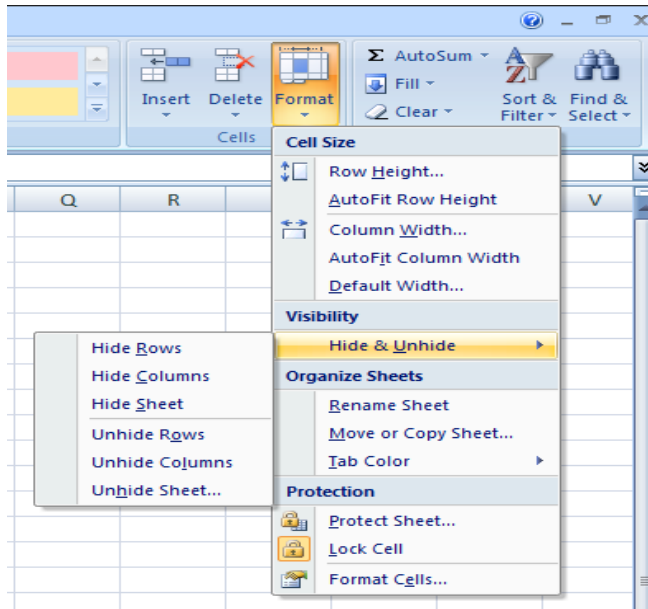 Σ AutoSum
Fill
Clear
Insert
Delete
Format
Sort &
Filter
Find &
Select
Cells
Q
R
V
Cell Size
Row Height...
AutoFit Row Height
Column Width...
AutoFit Column Width
Default Width...
Visibility
Hide & Unhide
Hide Rows
Hide Columns
Hide Sheet
Unhide Rows
Unhide Columns
Unhide Sheet...
Organize Sheets
Rename Sheet
Move or Copy Sheet...
Tab Color
Protection
Protect Sheet...
Lock Cell
Format Cells...